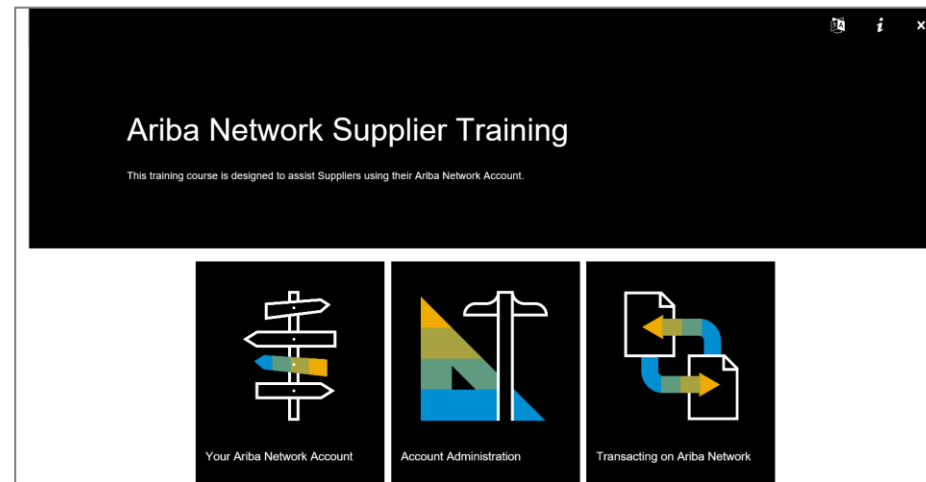 Ariba Network Supplier Training
This training course is designed to assist Suppliers using their Ariba Network Account.
Your Ariba Network Account
Account Administration
Transacting on Ariba Network